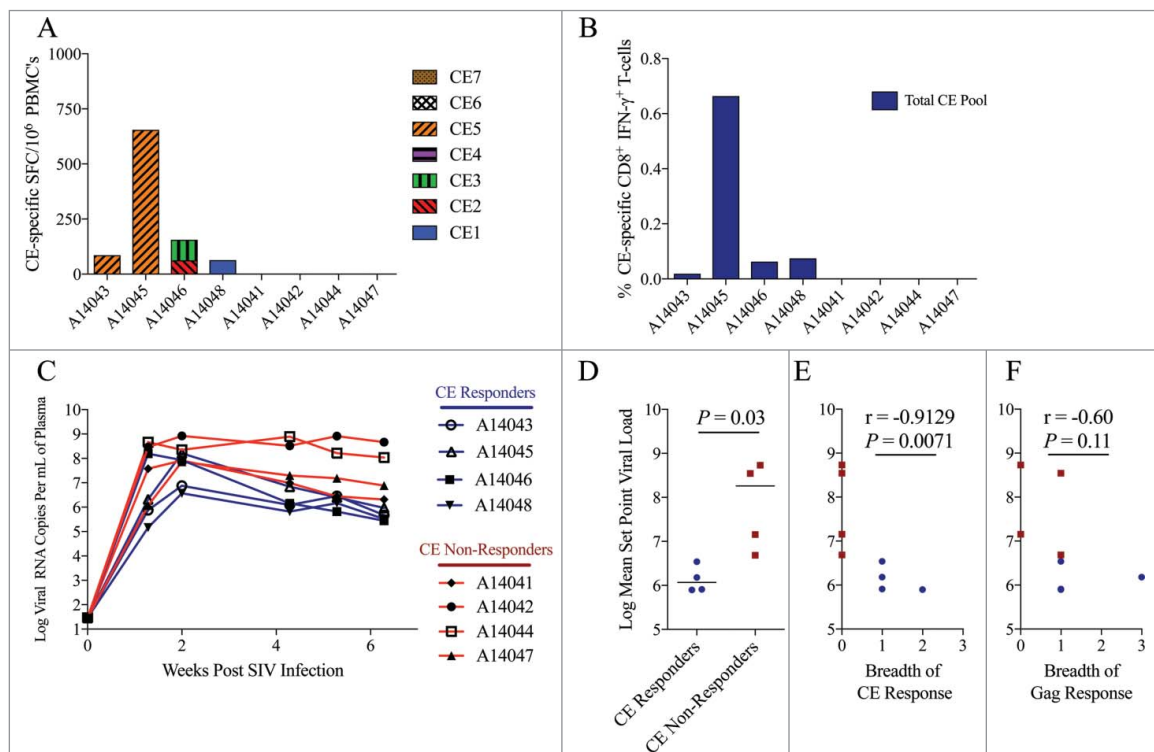 A
CE-specific SFC/10⁶ PBMC's
1000
750
500
250
0
A14043
A14045
A14046
A14048
A14041
A14042
A14044
A14047
CE7
CE6
CE5
CE4
CE3
CE2
CE1
B
% CE-specific CD8⁺ IFN-γ⁺ T-cells
0.8
0.6
0.4
0.2
0.0
A14043
A14045
A14046
A14048
A14041
A14042
A14044
A14047
Total CE Pool
C
Log Viral RNA Copies Per mL of Plasma
10
9
8
7
6
5
4
3
2
1
0
2
4
6
Weeks Post SIV Infection
CE Responders
A14043
A14045
A14046
A14048
CE Non-Responders
A14041
A14042
A14044
A14047
D
Log Mean Set Point Viral Load
P = 0.03
10
9
8
7
6
5
CE Responders
CE Non-Responders
E
r = -0.9129
P = 0.0071
10
9
8
7
6
5
0 1 2 3
Breadth of
CE Response
F
r = -0.60
P = 0.11
10
9
8
7
6
5
0 1 2 3
Breadth of
Gag Response